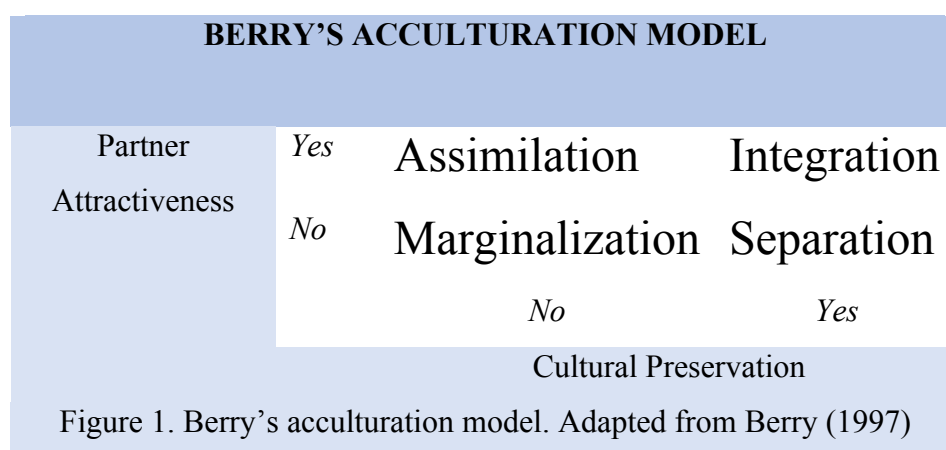 BERRY’S ACCULTURATION MODEL
Partner Yes Assimilation Integration
Attractiveness
No Marginalization Separation
No Yes
Cultural Preservation
Figure 1. Berry’s acculturation model. Adapted from Berry (1997)